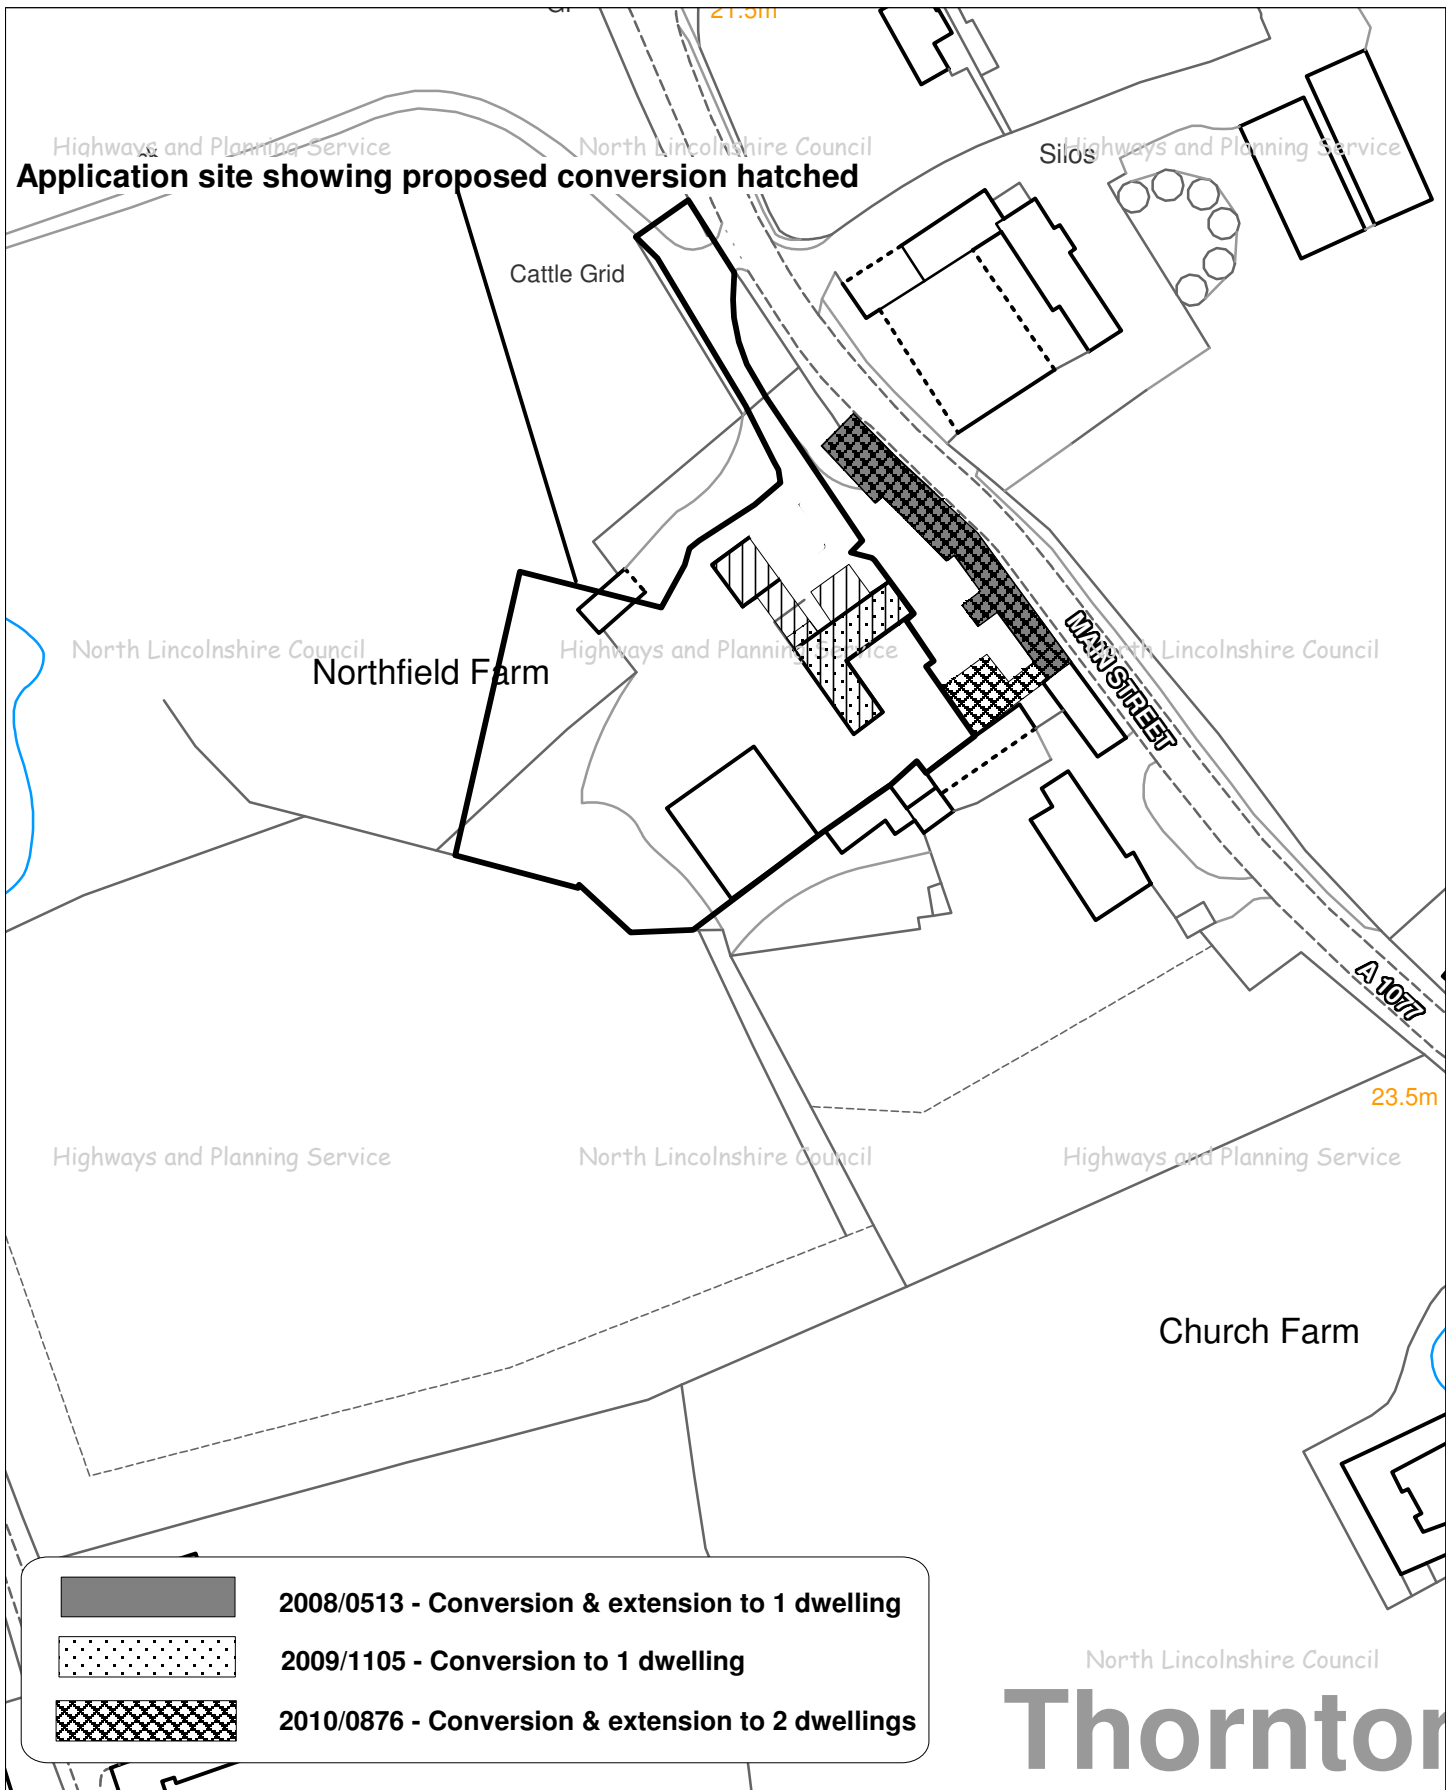 21.5m
Highways and Planning Service North Lincolnshire Council Highways and Planning Service
Silos
Application site showing proposed conversion hatched
Cattle Grid
North Lincolnshire Council Highways and Planning Service North Lincolnshire Council
Northfield Farm
MAIN STREET
A 1077
23.5m
Highways and Planning Service North Lincolnshire Council Highways and Planning Service
Church Farm
2008/0513 - Conversion & extension to 1 dwelling
2009/1105 - Conversion to 1 dwelling
2010/0876 - Conversion & extension to 2 dwellings
North Lincolnshire Council
Thornton